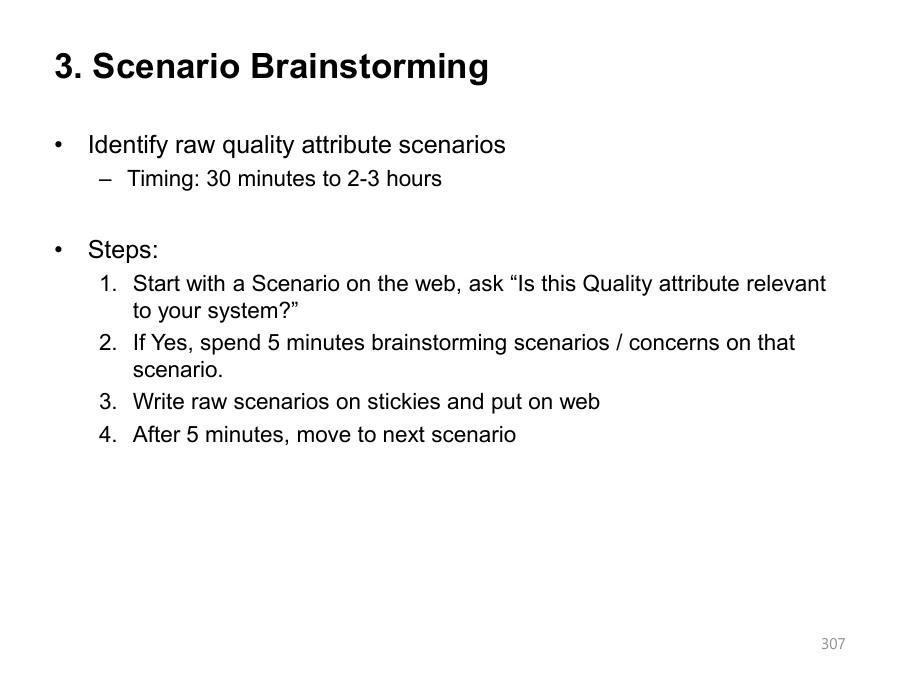 3. Scenario Brainstorming
• Identify raw quality attribute scenarios
– Timing: 30 minutes to 2-3 hours
• Steps:
1. Start with a Scenario on the web, ask “Is this Quality attribute relevant
to your system?”
2. If Yes, spend 5 minutes brainstorming scenarios / concerns on that
scenario.
3. Write raw scenarios on stickies and put on web
4. After 5 minutes, move to next scenario
307